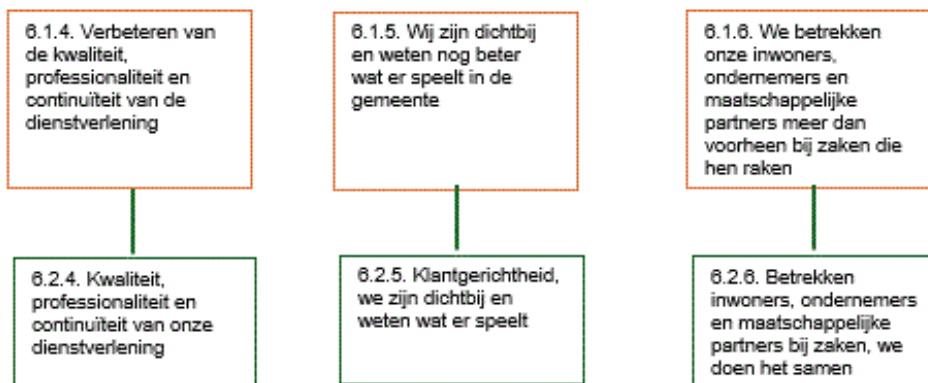 6.1.4. Verbeteren van
de kwaliteit,
professionaliteit en
continuïteit van de
dienstverlening
6.1.5. Wij zijn dichtbij
en weten nog beter
wat er speelt in de
gemeente
6.1.6. We betrekken
onze inwoners,
ondernemers en
maatschappelijke
partners meer dan
voorheen bij zaken die
hen raken
6.2.4. Kwaliteit,
professionaliteit en
continuïteit van onze
dienstverlening
6.2.5. Klantgerichtheid,
we zijn dichtbij en
weten wat er speelt
6.2.6. Betrekken
inwoners, ondernemers
en maatschappelijke
partners bij zaken, we
doen het samen